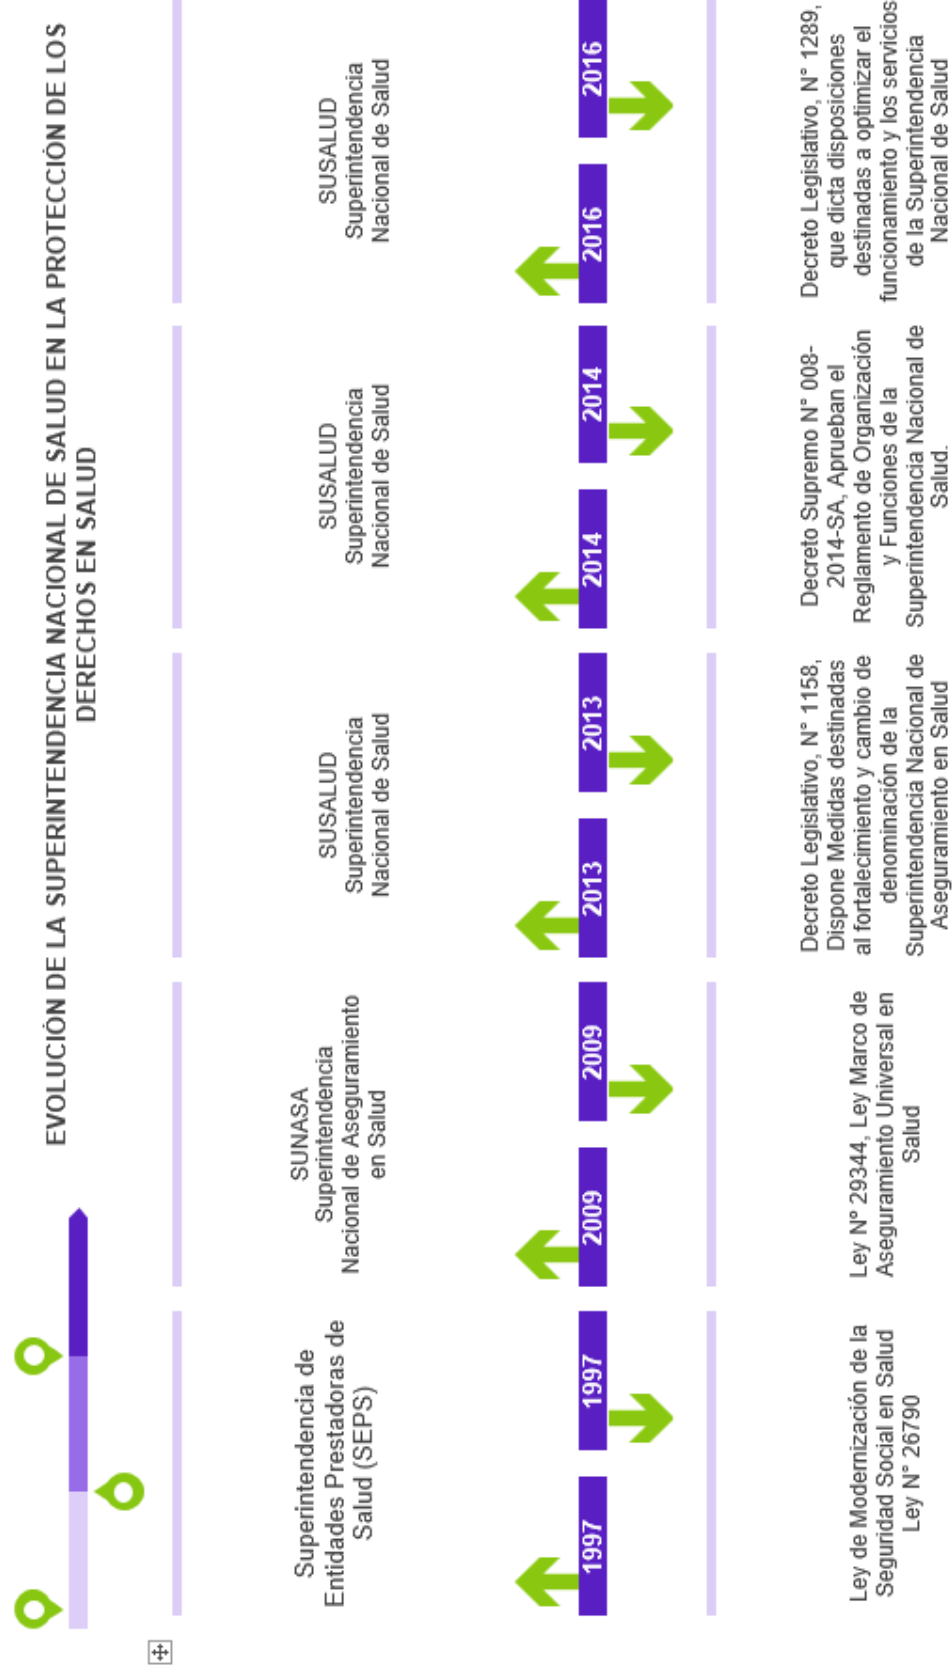 EVOLUCIÓN DE LA SUPERINTENDENCIA NACIONAL DE SALUD EN LA PROTECCIÓN DE LOS
DERECHOS EN SALUD
Superintendencia de
Entidades Prestadoras de
Salud (SEPS)
SUNASA
Superintendencia
Nacional de Aseguramiento
en Salud
SUSALUD
Superintendencia
Nacional de Salud
SUSALUD
Superintendencia
Nacional de Salud
SUSALUD
Superintendencia
Nacional de Salud
1997
1997
2009
2009
2013
2013
2014
2014
2016
2016
Ley de Modernización de la
Seguridad Social en Salud
Ley N° 26790
Ley Nº 29344, Ley Marco de
Aseguramiento Universal en
Salud
Decreto Legislativo, N° 1158,
Dispone Medidas destinadas
al fortalecimiento y cambio de
denominación de la
Superintendencia Nacional de
Aseguramiento en Salud
Decreto Supremo N° 008-
2014-SA, Aprueban el
Reglamento de Organización
y Funciones de la
Superintendencia Nacional de
Salud.
Decreto Legislativo, N° 1289,
que dicta disposiciones
destinadas a optimizar el
funcionamiento y los servicios
de la Superintendencia
Nacional de Salud